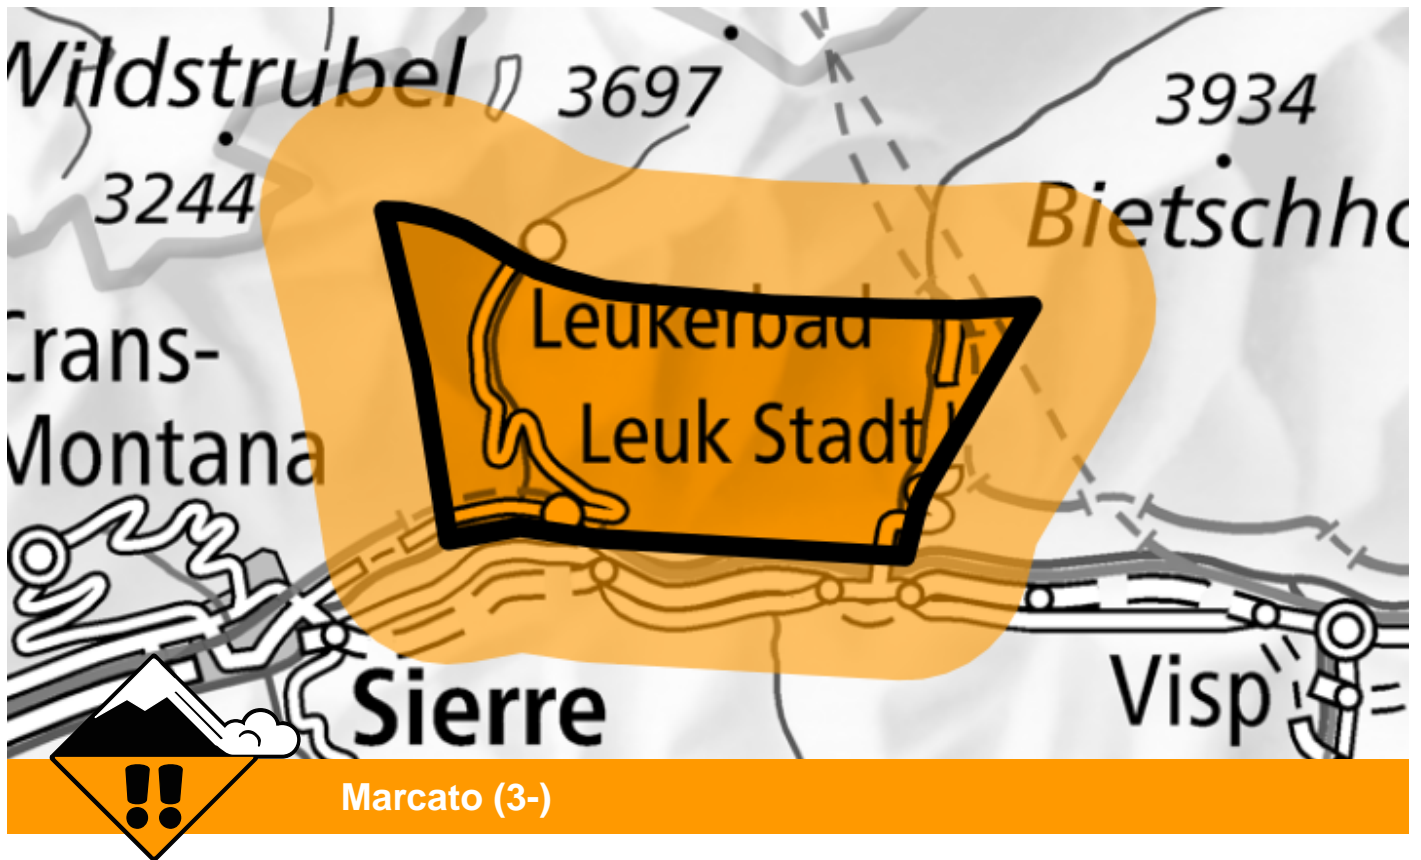 Wildstrubel
3697
3934
3244
Bietschho
Leukerbad
Crans-
Leuk Stadt
Montana
Visp
Sierre
Marcato (3-)